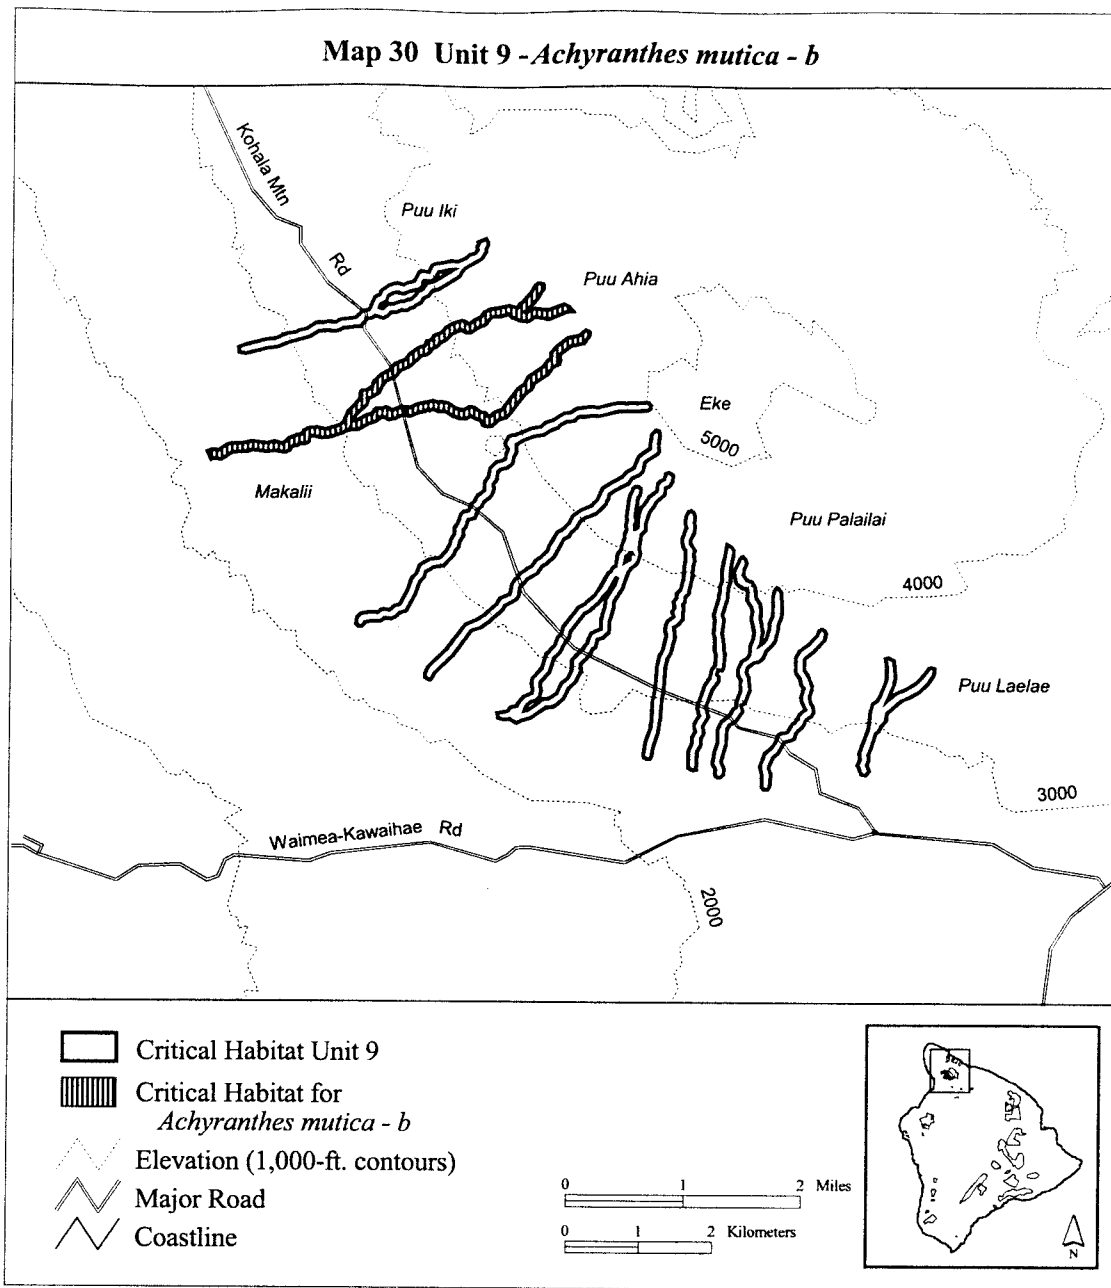 Map 30 Unit 9 - Achyranthes mutica - b
Kohala Mtn
Rd
Puu Iki
Puu Ahia
Eke
5000
Makalii
Puu Palailai
4000
Puu Laelae
3000
Waimea-Kawaihae Rd
2000
Critical Habitat Unit 9
Critical Habitat for
Achyranthes mutica - b
Elevation (1,000-ft. contours)
Major Road
Coastline
0 1 2 Miles
0 1 2 Kilometers
N